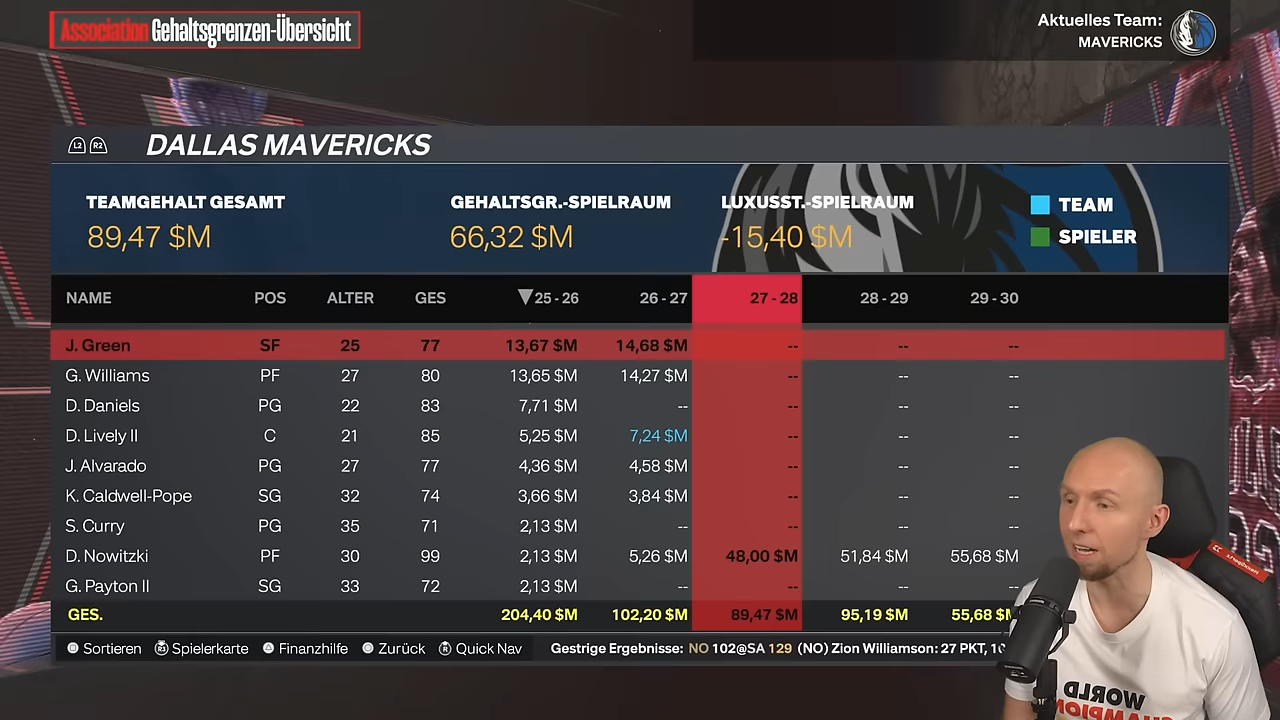 Association Gehaltsgrenzen-Übersicht
Aktuelles Team:
MAVERICKS
L2 R2 DALLAS MAVERICKS
TEAMGEHALT GESAMT GEHALTSGR.-SPIELRAUM LUXUSST.-SPIELRAUM TEAM
89,47 $M 66,32 $M -15,40 $M SPIELER
NAME POS ALTER GES 25 - 26 26 - 27 27 - 28 28 - 29 29 - 30
J. Green SF 25 77 13,67 $M 14,68 $M -- -- --
G. Williams PF 27 80 13,65 $M 14,27 $M -- -- --
D. Daniels PG 22 83 7,71 $M -- -- -- --
D. Lively II C 21 85 5,25 $M 7,24 $M -- -- --
J. Alvarado PG 27 77 4,36 $M 4,58 $M -- -- --
K. Caldwell-Pope SG 32 74 3,66 $M 3,84 $M -- -- --
S. Curry PG 35 71 2,13 $M -- -- -- --
D. Nowitzki PF 30 99 2,13 $M 5,26 $M 48,00 $M 51,84 $M 55,68 $M
G. Payton II SG 33 72 2,13 $M -- -- -- --
GES. 204,40 $M 102,20 $M 89,47 $M 95,19 $M 55,68 $M
Sortieren R3 Spielerkarte Finanzhilfe Zurück R Quick Nav Gestrige Ergebnisse: NO 102@SA 129 (NO) Zion Williamson: 27 PKT,
WORLD